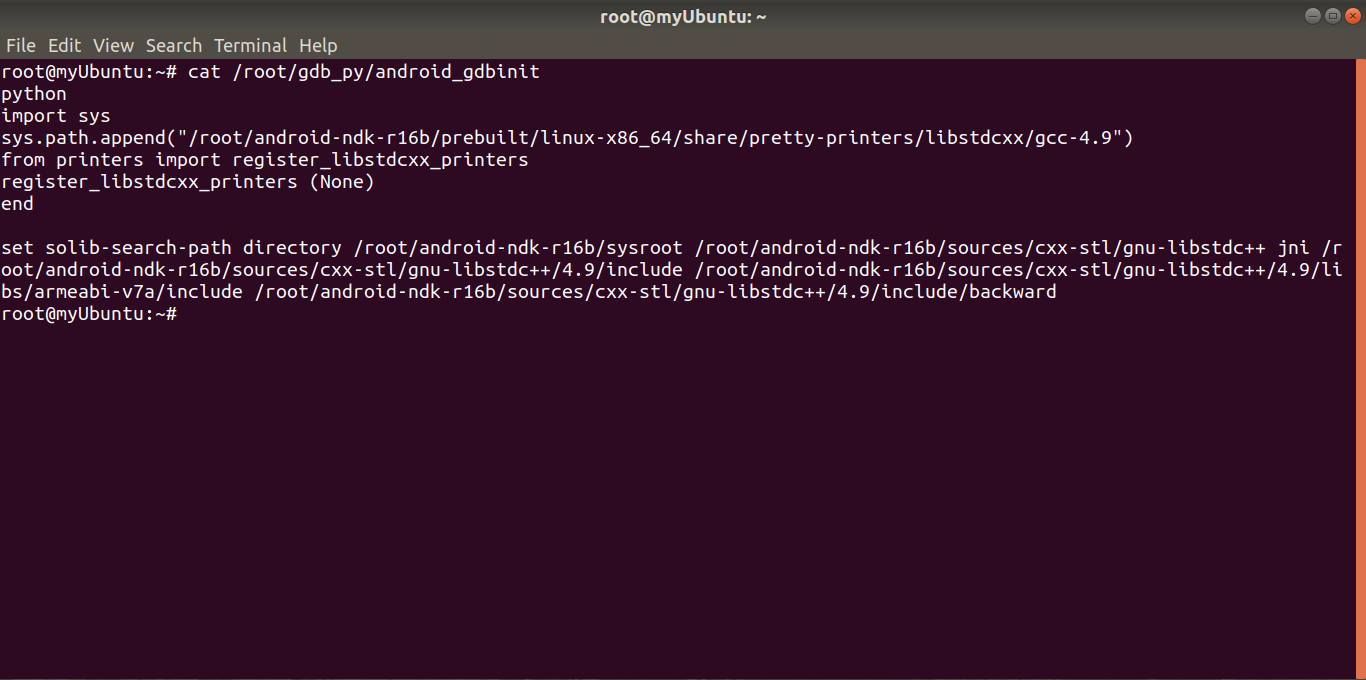 root@myUbuntu: ~
File Edit View Search Terminal Help
root@myUbuntu:~# cat /root/gdb_py/android_gdbinit
python
import sys
sys.path.append("/root/android-ndk-r16b/prebuilt/linux-x86_64/share/pretty-printers/libstdcxx/gcc-4.9")
from printers import register_libstdcxx_printers
register_libstdcxx_printers (None)
end
set solib-search-path directory /root/android-ndk-r16b/sysroot /root/android-ndk-r16b/sources/cxx-stl/gnu-libstdc++ jni /r
oot/android-ndk-r16b/sources/cxx-stl/gnu-libstdc++/4.9/include /root/android-ndk-r16b/sources/cxx-stl/gnu-libstdc++/4.9/li
bs/armeabi-v7a/include /root/android-ndk-r16b/sources/cxx-stl/gnu-libstdc++/4.9/include/backward
root@myUbuntu:~#